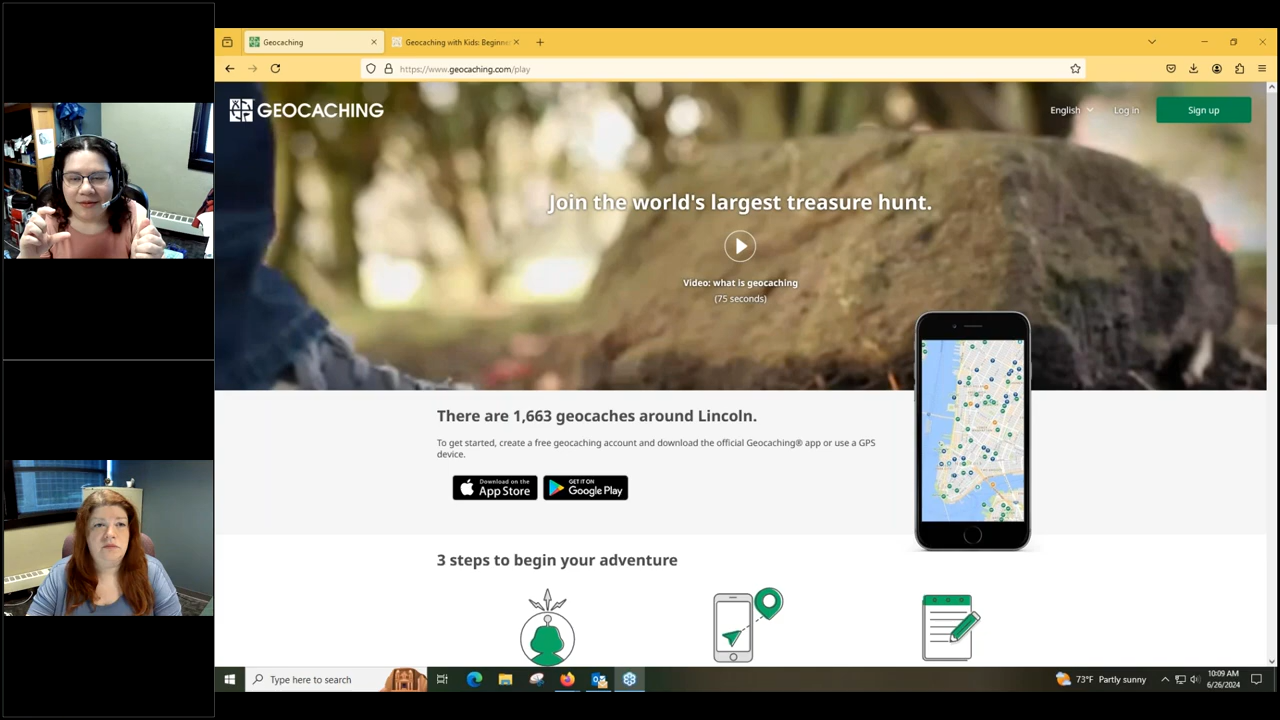 Geocaching
Geocaching with Kids: Beginne
https://www.geocaching.com/play
GEOCACHING
English
Log in
Sign up
Join the world's largest treasure hunt.
Video: what is geocaching
(75 seconds)
There are 1,663 geocaches around Lincoln.
To get started, create a free geocaching account and download the official Geocaching® app or use a GPS
device.
Download on the
App Store
GET IT ON
Google Play
3 steps to begin your adventure
Type here to search
73°F Partly sunny
10:09 AM
6/26/2024